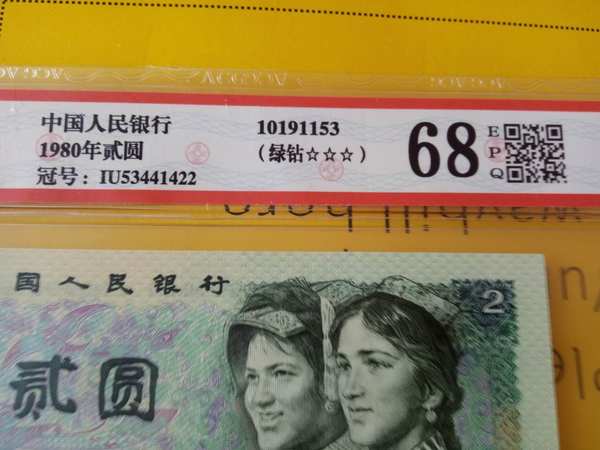 中国人民银行
1980年贰圆
冠号：IU53441422
10191153
（绿钻☆☆☆）
68
EPQ
国人民银行
2
贰圆